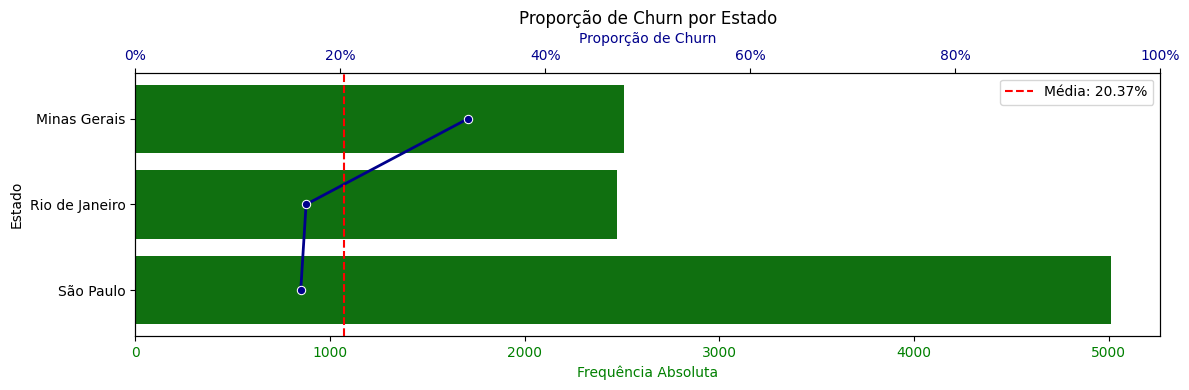 Proporção de Churn por Estado
Proporção de Churn
0% 20% 40% 60% 80% 100%
Média: 20.37%
Estado
Minas Gerais
Rio de Janeiro
São Paulo
0 1000 2000 3000 4000 5000
Frequência Absoluta